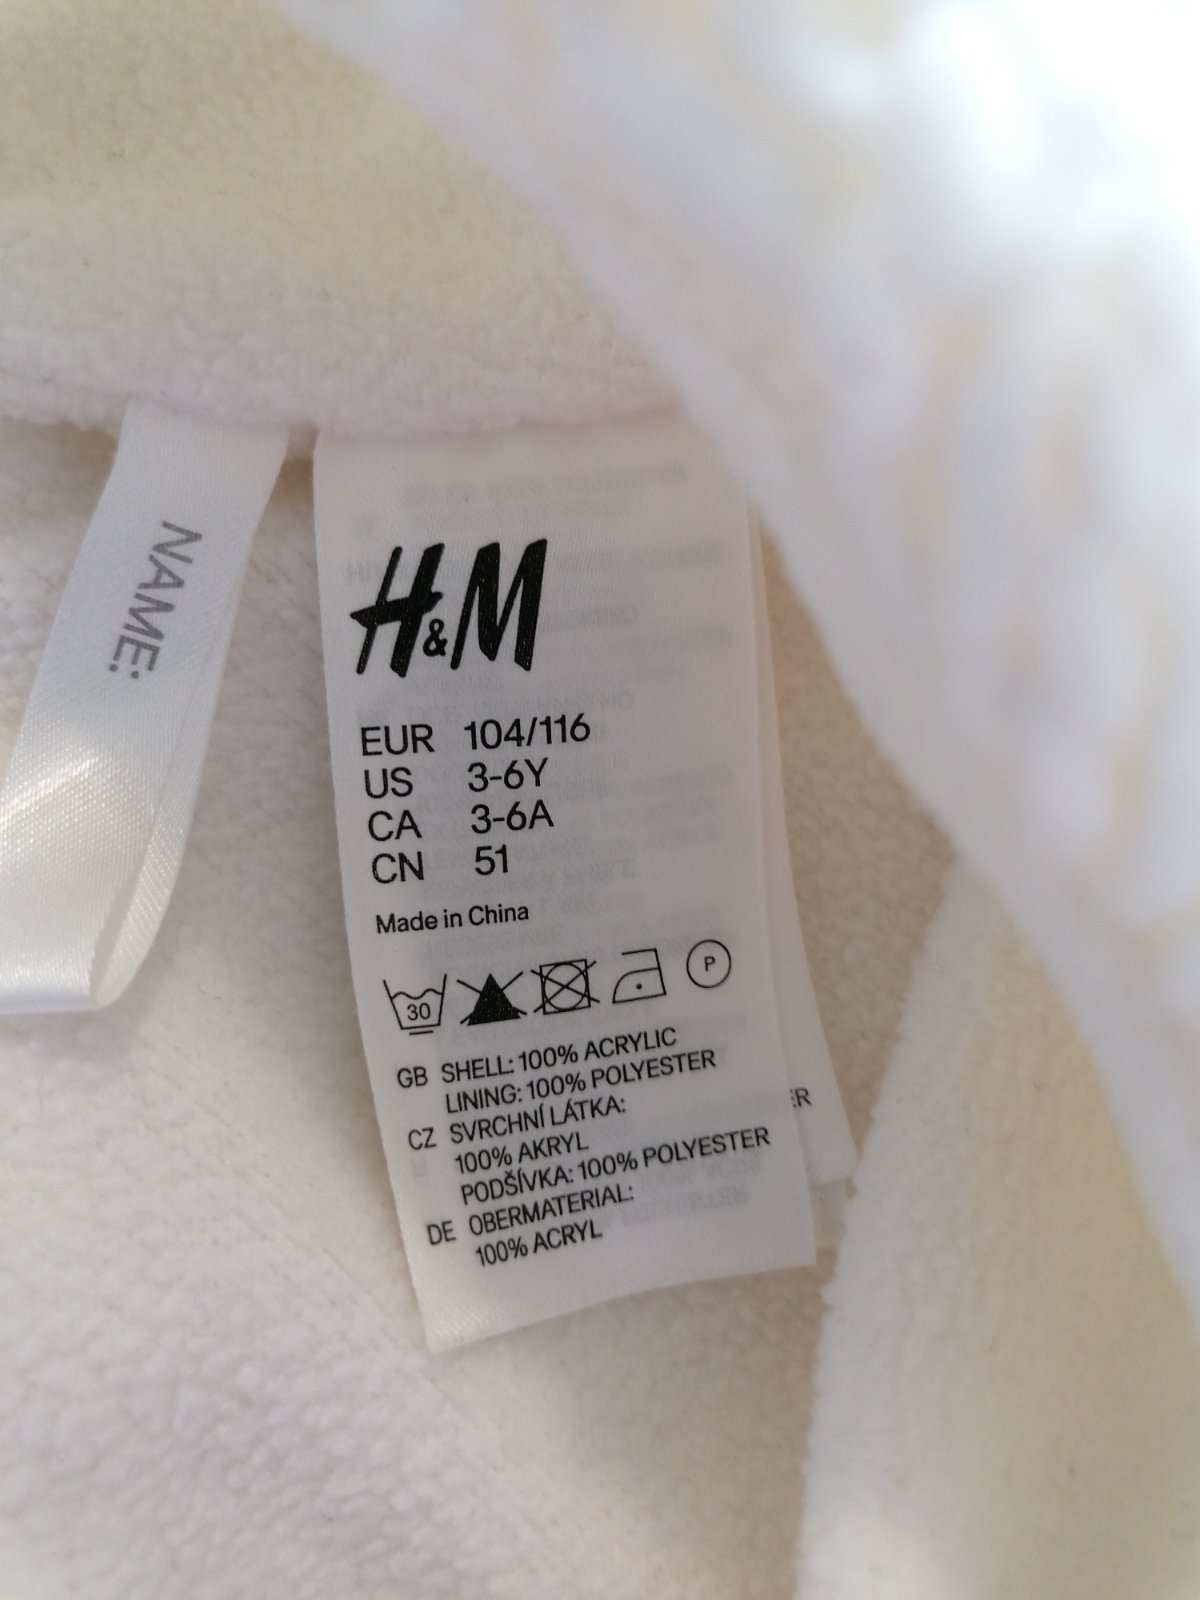 NAME:
H&M
EUR 104/116
US 3-6Y
CA 3-6A
CN 51
Made in China
30
P
GB SHELL: 100% ACRYLIC
LINING: 100% POLYESTER
CZ SVRCHNÍ LÁTKA:
100% AKRYL
PODŠÍVKA: 100% POLYESTER
DE OBERMATERIAL:
100% ACRYL
ER